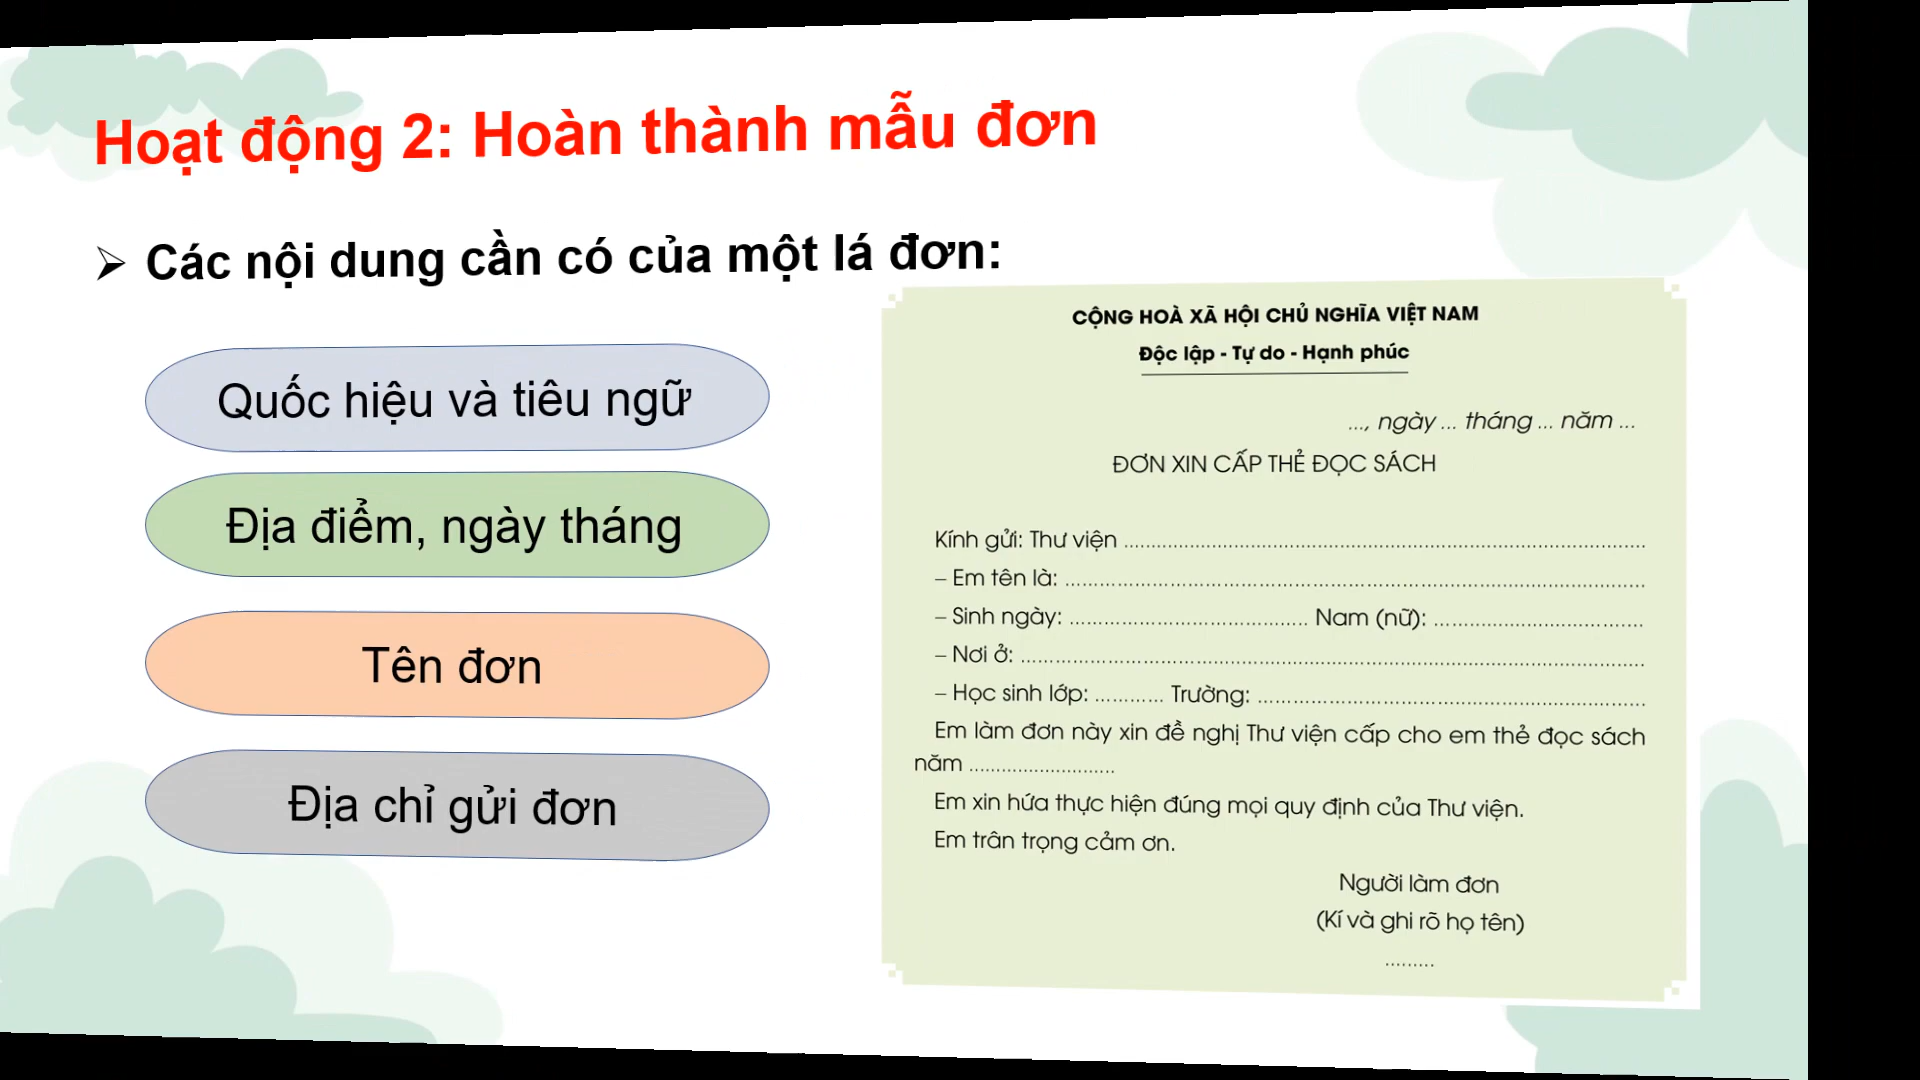 Hoạt động 2: Hoàn thành mẫu đơn
➢ Các nội dung cần có của một lá đơn:
Quốc hiệu và tiêu ngữ
Địa điểm, ngày tháng
Tên đơn
Địa chỉ gửi đơn
CỘNG HOÀ XÃ HỘI CHỦ NGHĨA VIỆT NAM
Độc lập - Tự do - Hạnh phúc
..., ngày ... tháng ... năm ...
ĐƠN XIN CẤP THẺ ĐỌC SÁCH
Kính gửi: Thư viện ........................................
– Em tên là: ........................................
– Sinh ngày: .................... Nam (nữ): ....................
– Nơi ở: ........................................
– Học sinh lớp: ............ Trường: ........................................
Em làm đơn này xin đề nghị Thư viện cấp cho em thẻ đọc sách
năm ..........................
Em xin hứa thực hiện đúng mọi quy định của Thư viện.
Em trân trọng cảm ơn.
Người làm đơn
(Kí và ghi rõ họ tên)
.........